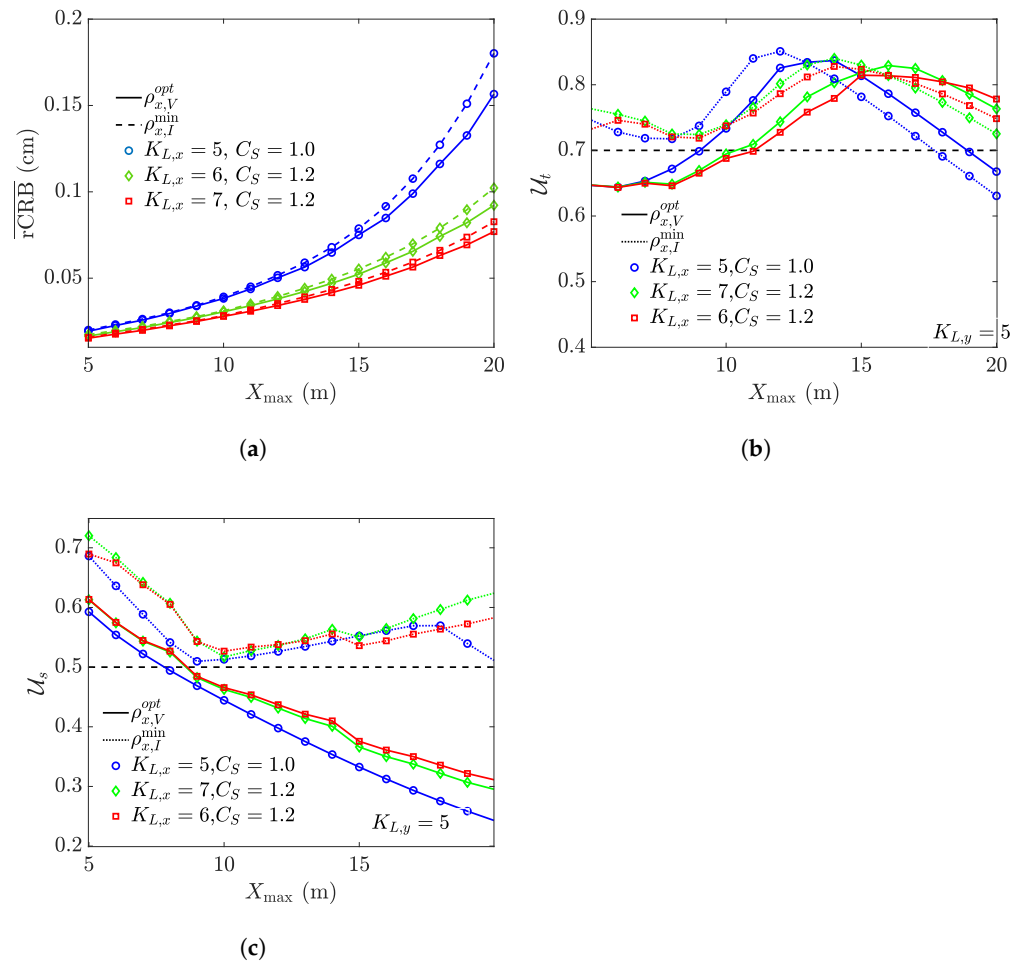 0.2
0.15
0.1
0.05
5
10
15
20
X_max (m)
rCRB (cm)
ρ_{x,V}^{opt}
ρ_{x,I}^{min}
K_{L,x} = 5, C_S = 1.0
K_{L,x} = 6, C_S = 1.2
K_{L,x} = 7, C_S = 1.2
(a)
0.9
0.8
0.7
0.6
0.5
0.4
10
15
20
X_max (m)
U_t
ρ_{x,V}^{opt}
ρ_{x,I}^{min}
K_{L,x} = 5,C_S = 1.0
K_{L,x} = 7,C_S = 1.2
K_{L,x} = 6,C_S = 1.2
K_{L,y} = 5
(b)
0.7
0.6
0.5
0.4
0.3
0.2
5
10
15
X_max (m)
U_s
ρ_{x,V}^{opt}
ρ_{x,I}^{min}
K_{L,x} = 5,C_S = 1.0
K_{L,x} = 7,C_S = 1.2
K_{L,x} = 6,C_S = 1.2
K_{L,y} = 5
(c)